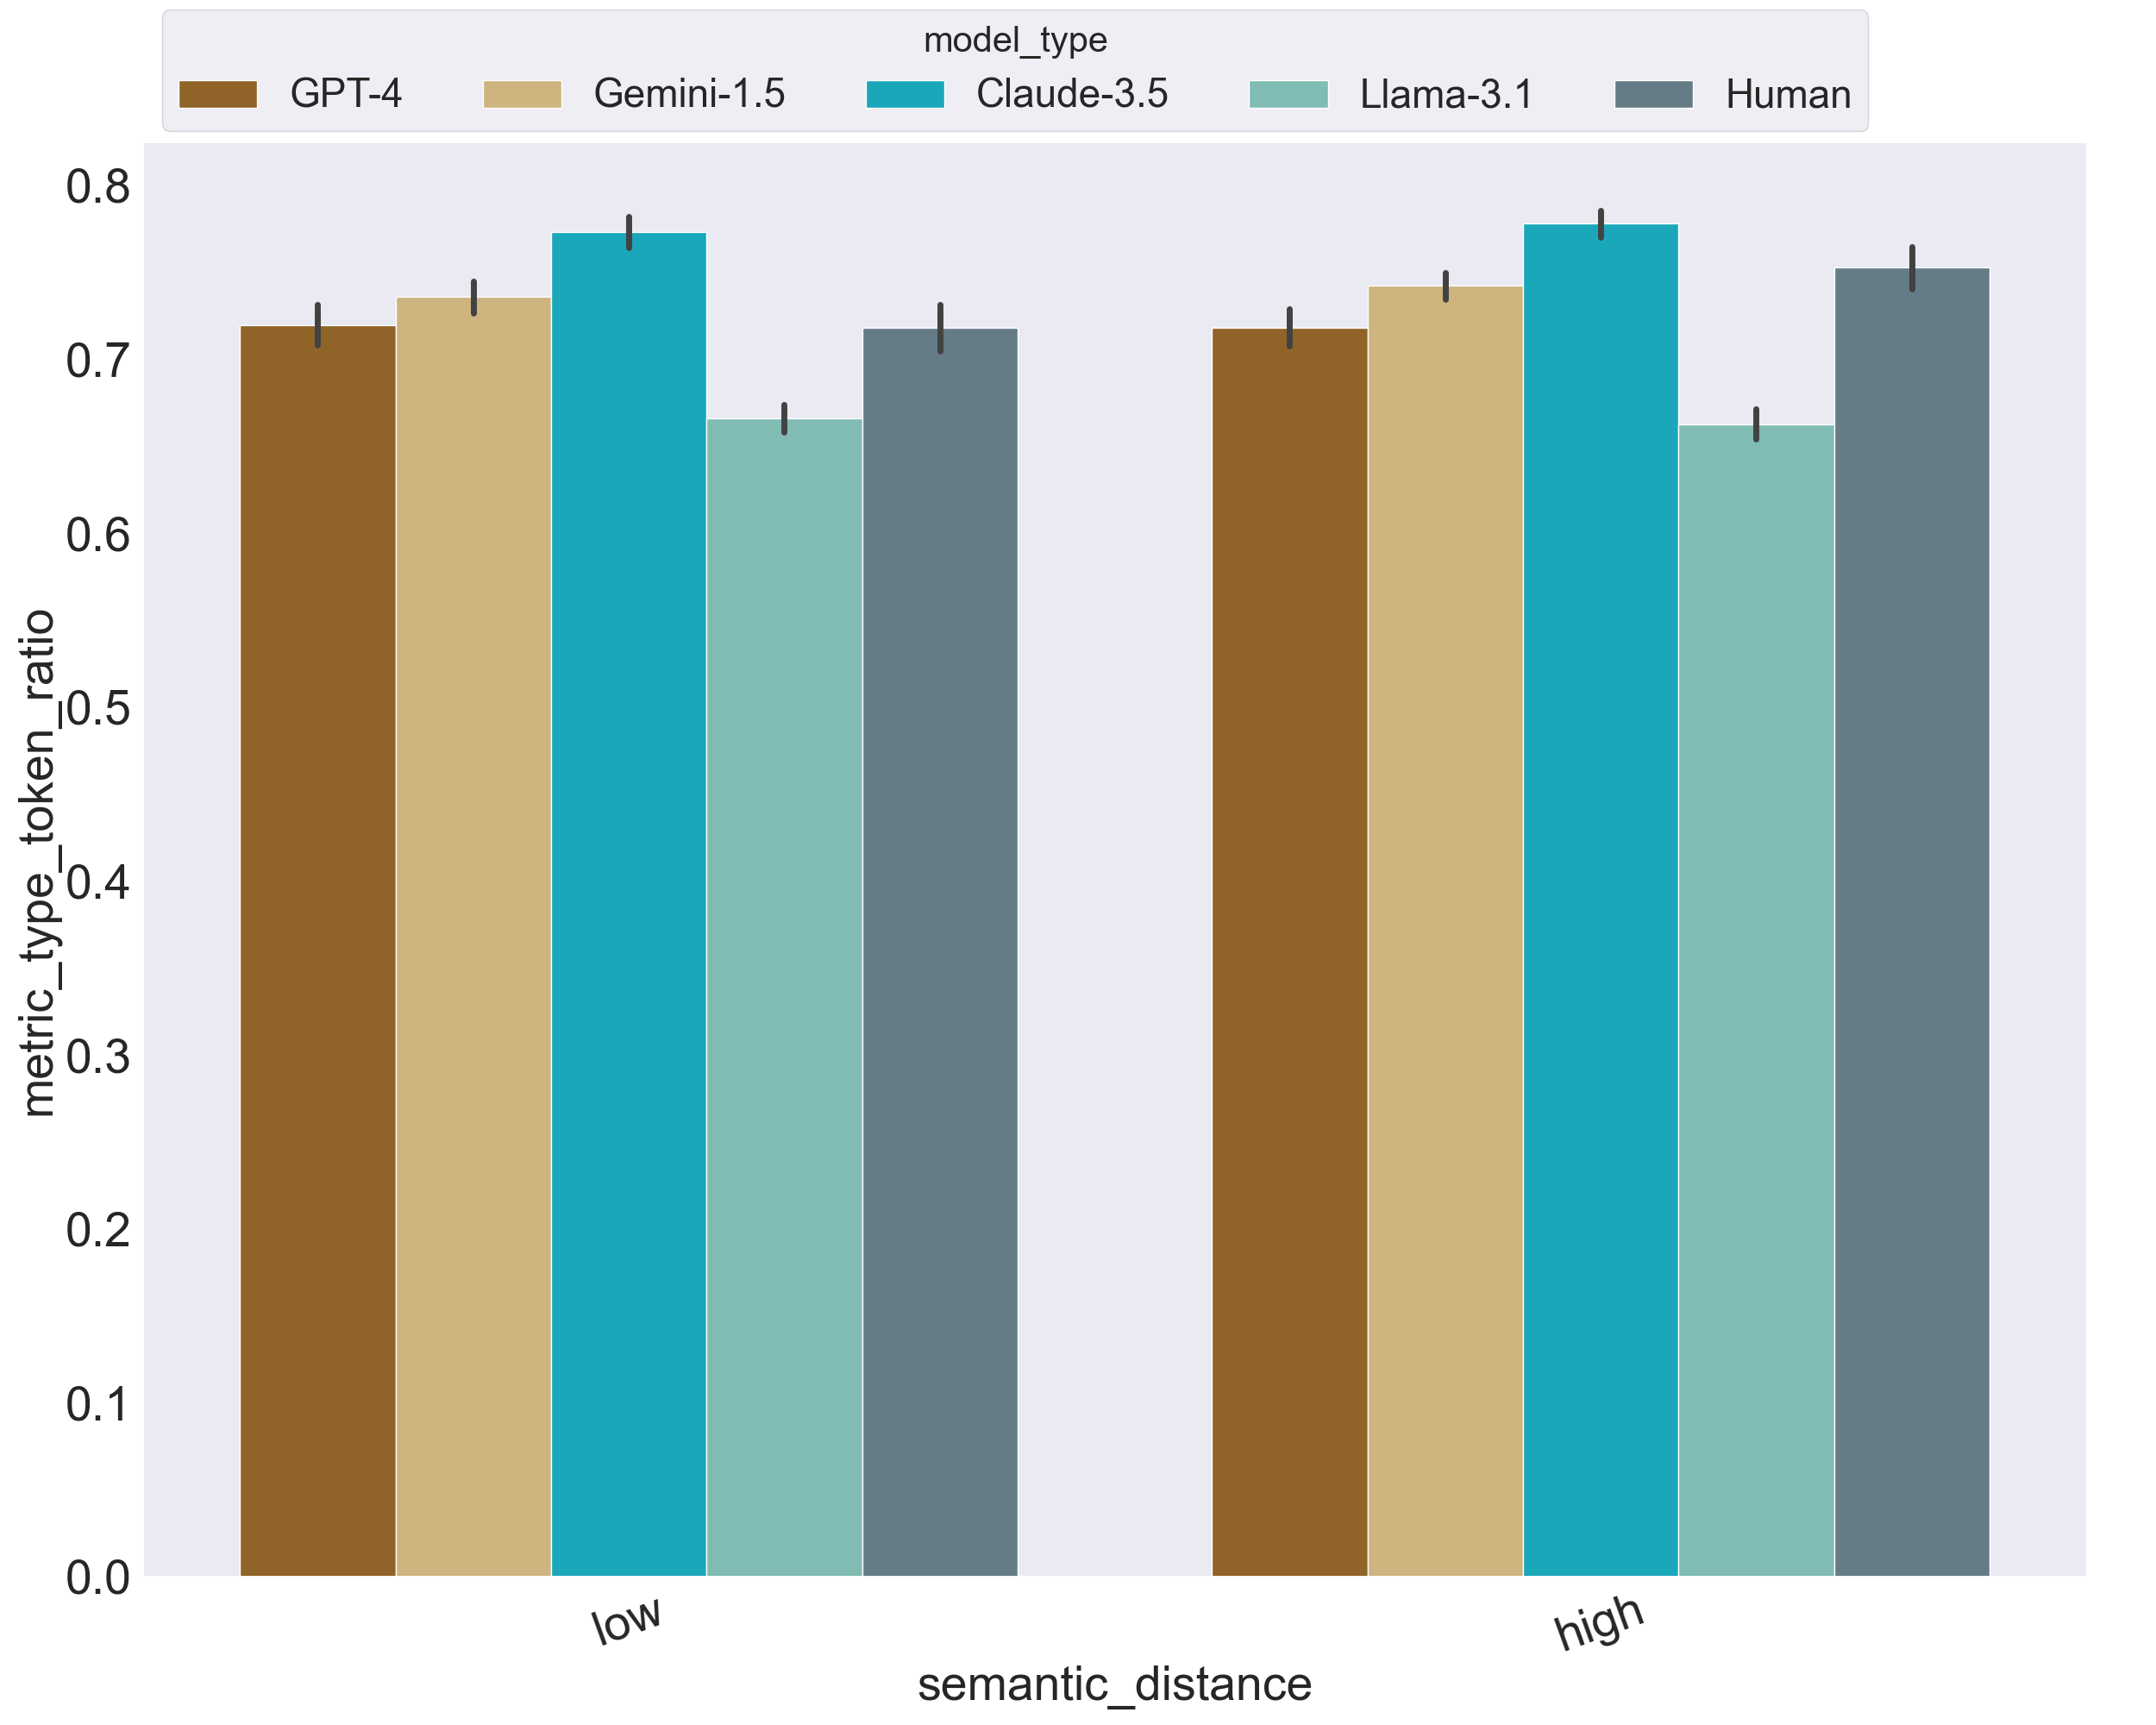 model_type
GPT-4 Gemini-1.5 Claude-3.5 Llama-3.1 Human
metric_type_token_ratio
0.8
0.7
0.6
0.5
0.4
0.3
0.2
0.1
0.0
low high
semantic_distance